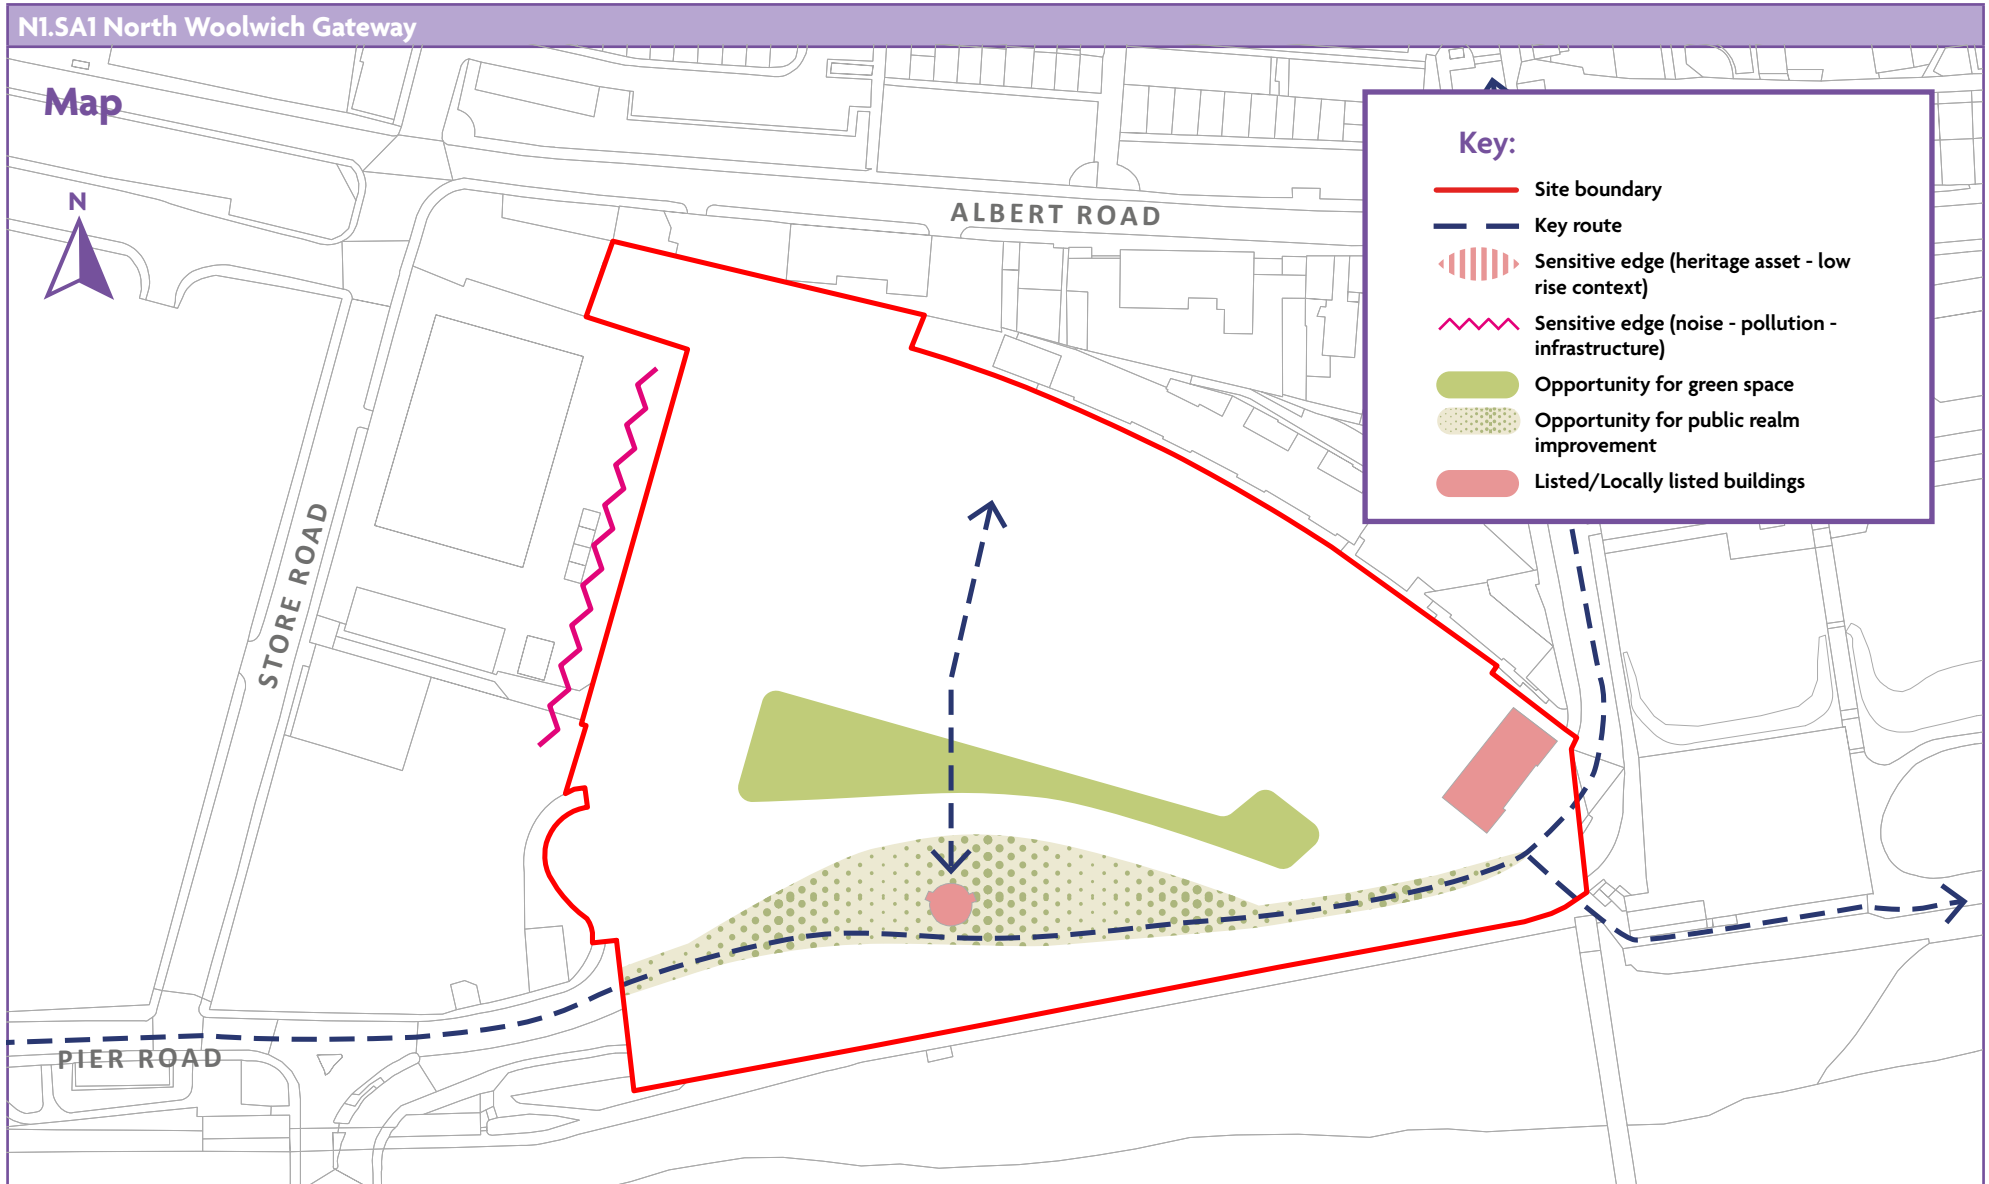 N1.SA1 North Woolwich Gateway
Map
N
ALBERT ROAD
STORE ROAD
PIER ROAD
Key:
Site boundary
Key route
Sensitive edge (heritage asset - low
rise context)
Sensitive edge (noise - pollution -
infrastructure)
Opportunity for green space
Opportunity for public realm
improvement
Listed/Locally listed buildings